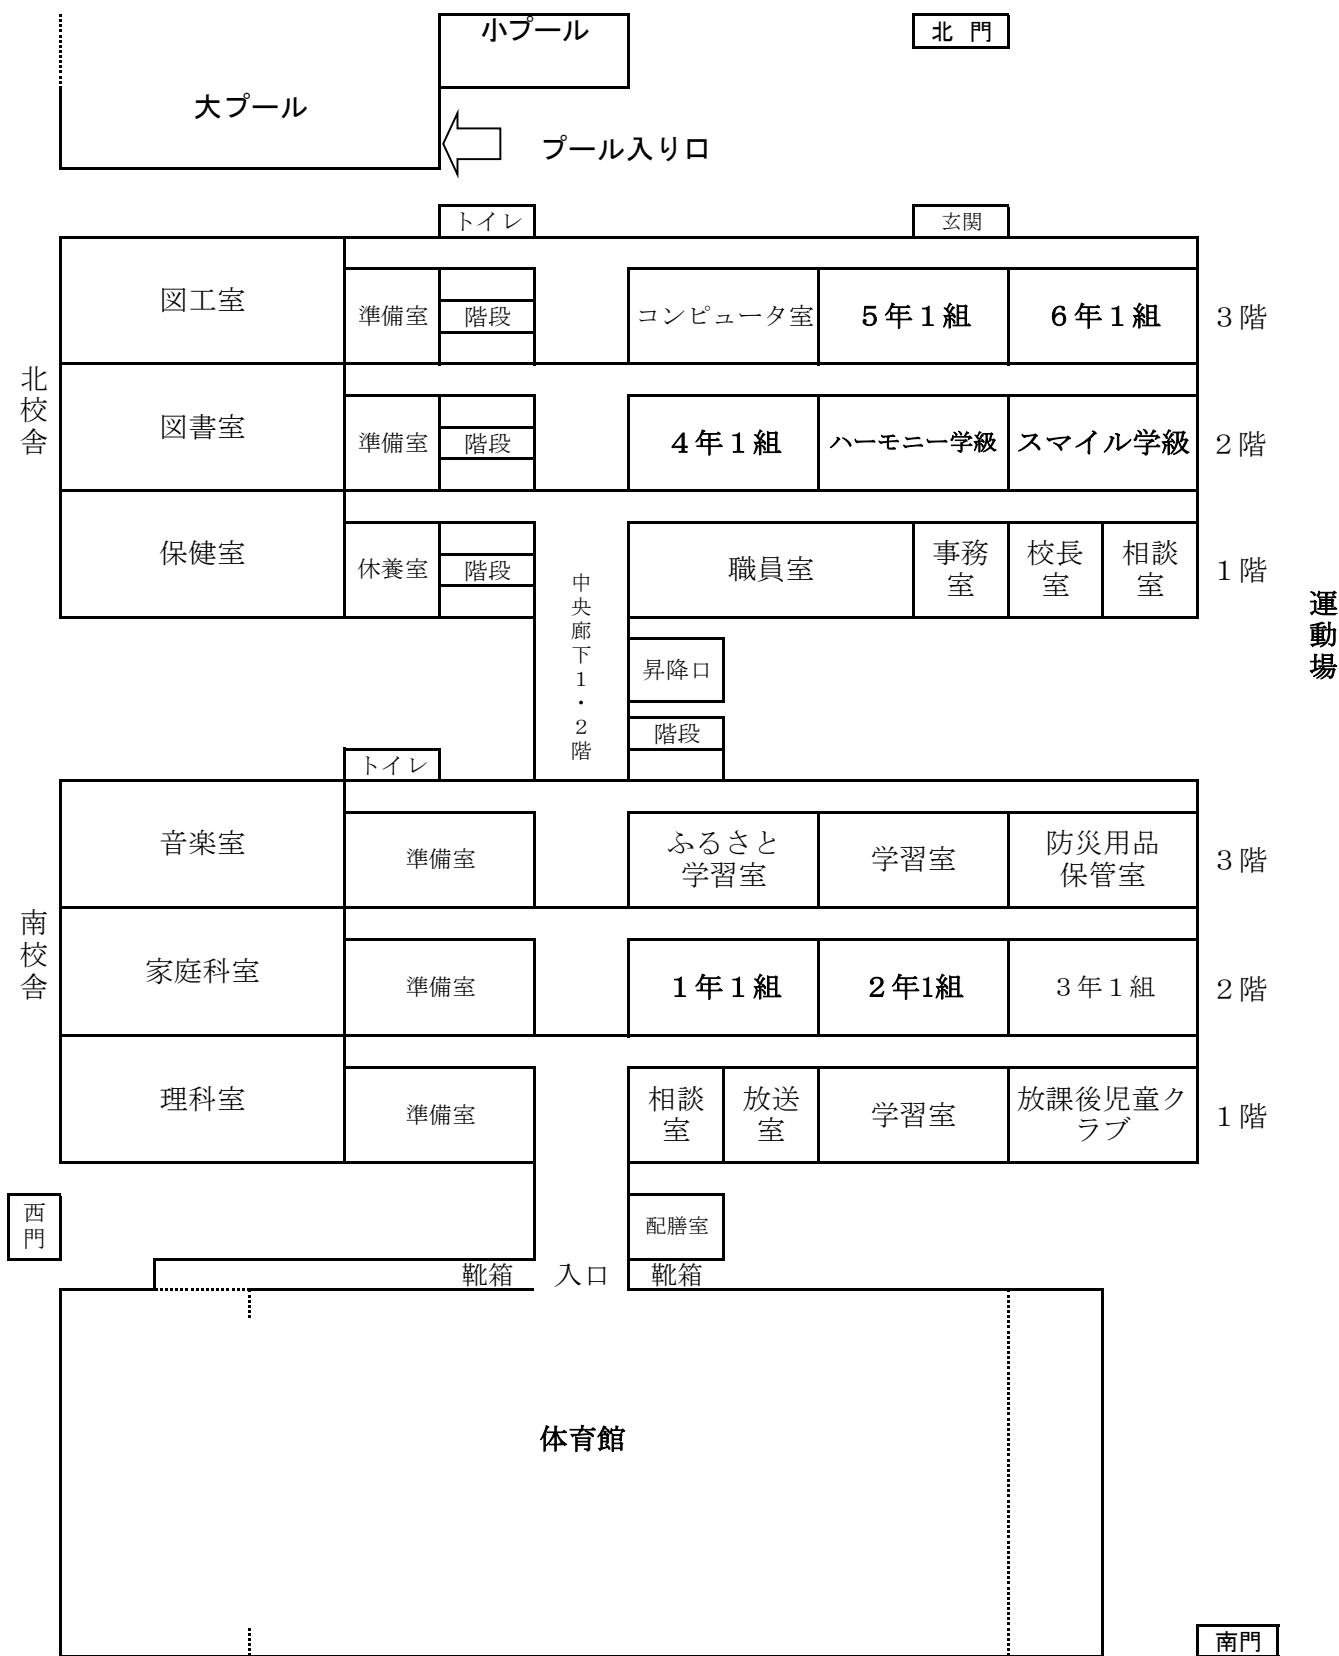 小プール
北 門
大プール
プール入り口
トイレ
玄関
図工室
準備室
階段
コンピュータ室
５年１組
６年１組
３階
北校舎
図書室
準備室
階段
４年１組
ハーモニー学級
スマイル学級
２階
保健室
休養室
階段
職員室
事務
室
校長
室
相談
室
１階
運動場
中央廊下１・２階
昇降口
階段
トイレ
音楽室
準備室
ふるさと
学習室
学習室
防災用品
保管室
３階
南校舎
家庭科室
準備室
１年１組
２年1組
３年１組
２階
理科室
準備室
相談
室
放送
室
学習室
放課後児童ク
ラブ
１階
西門
配膳室
靴箱
入口
靴箱
体育館
南門